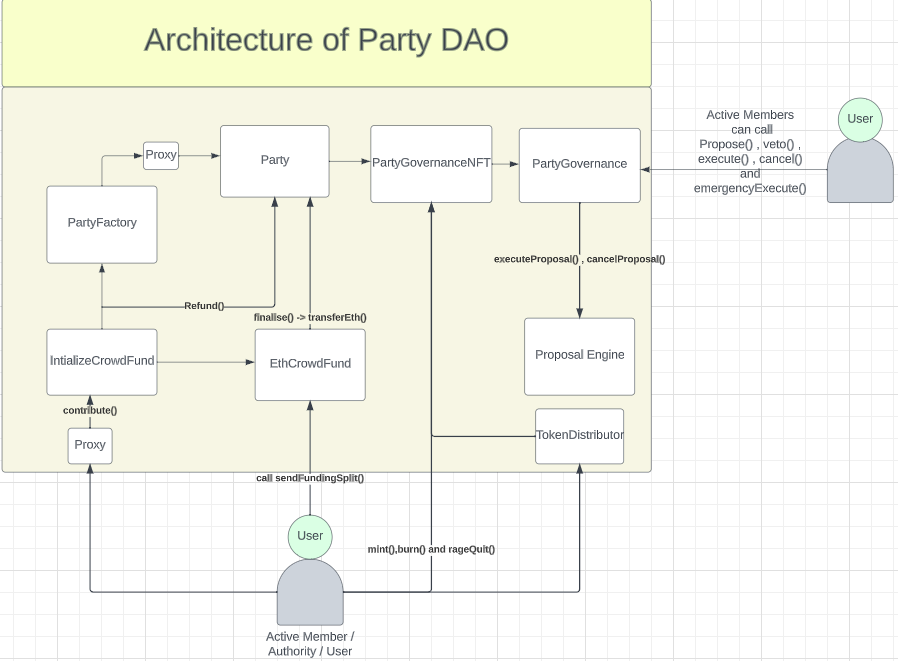 Architecture of Party DAO
Active Members
can call
Propose() , veto() ,
execute() , cancel()
and
emergencyExecute()
User
Proxy
Party
PartyGovernanceNFT
PartyGovernance
PartyFactory
executeProposal() , cancelProposal()
Refund()
finalise() -> transferEth()
IntializeCrowdFund
EthCrowdFund
Proposal Engine
contribute()
Proxy
TokenDistributor
call sendFundingSplit()
User
mint(),burn() and rageQuit()
Active Member /
Authority / User